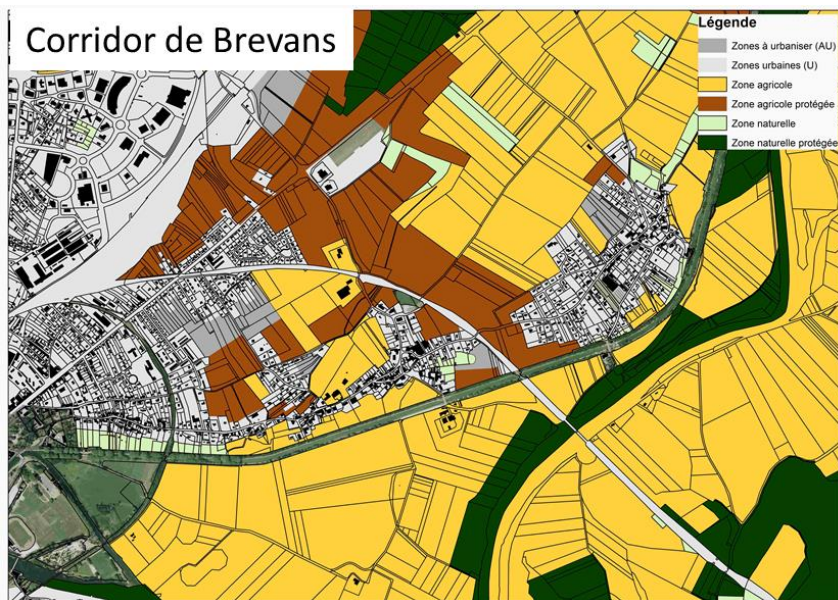 Corridor de Brevans
Légende
Zones à urbaniser (AU)
Zones urbaines (U)
Zone agricole
Zone agricole protégée
Zone naturelle
Zone naturelle protégée